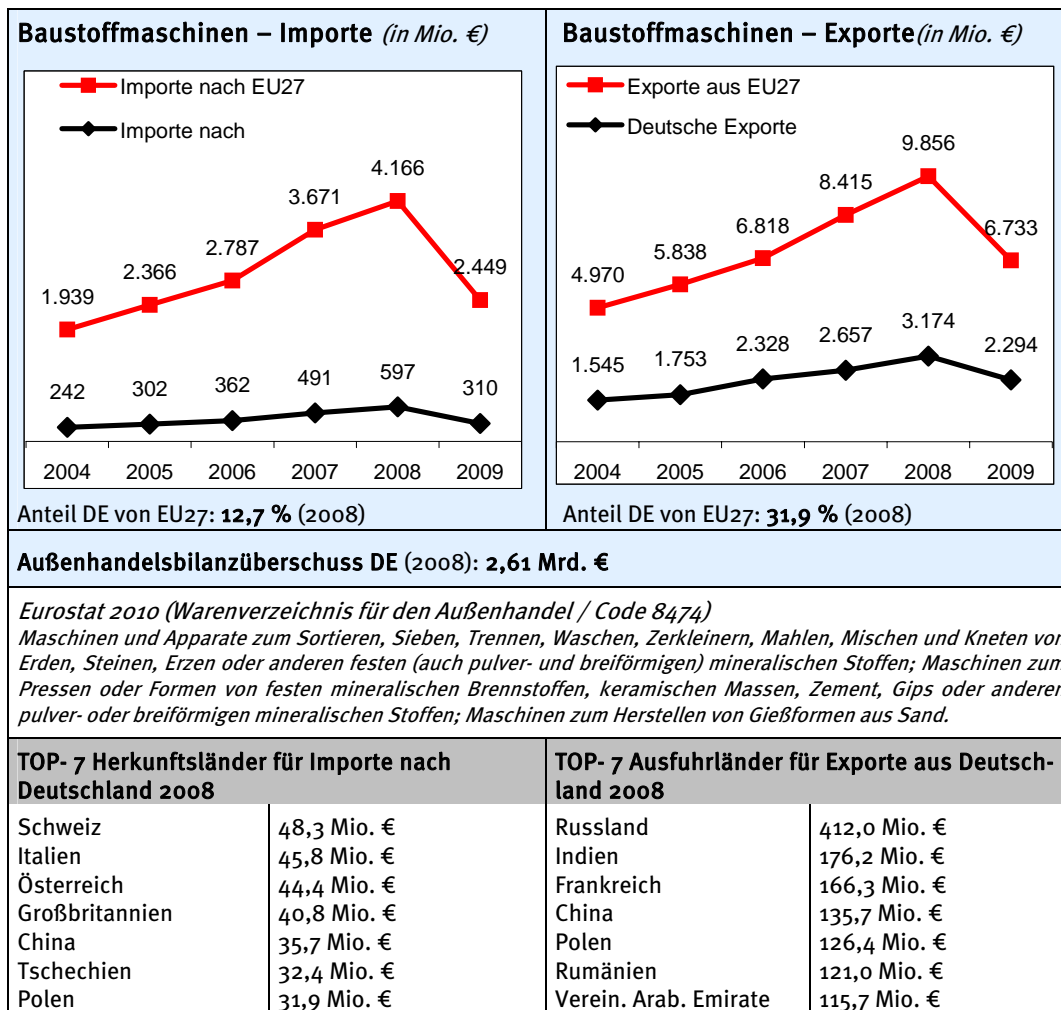 Baustoffmaschinen – Importe (in Mio. €)
Importe nach EU27
Importe nach
4.166
3.671
2.787
2.366
2.449
1.939
597
491
362
302
310
242
2004 2005 2006 2007 2008 2009
Anteil DE von EU27: 12,7 % (2008)
Baustoffmaschinen – Exporte(in Mio. €)
Exporte aus EU27
Deutsche Exporte
9.856
8.415
6.818
6.733
5.838
4.970
3.174
2.657
2.328
2.294
1.753
1.545
2004 2005 2006 2007 2008 2009
Anteil DE von EU27: 31,9 % (2008)
Außenhandelsbilanzüberschuss DE (2008): 2,61 Mrd. €
Eurostat 2010 (Warenverzeichnis für den Außenhandel / Code 8474)
Maschinen und Apparate zum Sortieren, Sieben, Trennen, Waschen, Zerkleinern, Mahlen, Mischen und Kneten von
Erden, Steinen, Erzen oder anderen festen (auch pulver- und breiförmigen) mineralischen Stoffen; Maschinen zum
Pressen oder Formen von festen mineralischen Brennstoffen, keramischen Massen, Zement, Gips oder anderen
pulver- oder breiförmigen mineralischen Stoffen; Maschinen zum Herstellen von Gießformen aus Sand.
TOP- 7 Herkunftsländer für Importe nach
Deutschland 2008
Schweiz 48,3 Mio. €
Italien 45,8 Mio. €
Österreich 44,4 Mio. €
Großbritannien 40,8 Mio. €
China 35,7 Mio. €
Tschechien 32,4 Mio. €
Polen 31,9 Mio. €
TOP- 7 Ausfuhrländer für Exporte aus Deutsch-
land 2008
Russland 412,0 Mio. €
Indien 176,2 Mio. €
Frankreich 166,3 Mio. €
China 135,7 Mio. €
Polen 126,4 Mio. €
Rumänien 121,0 Mio. €
Verein. Arab. Emirate 115,7 Mio. €